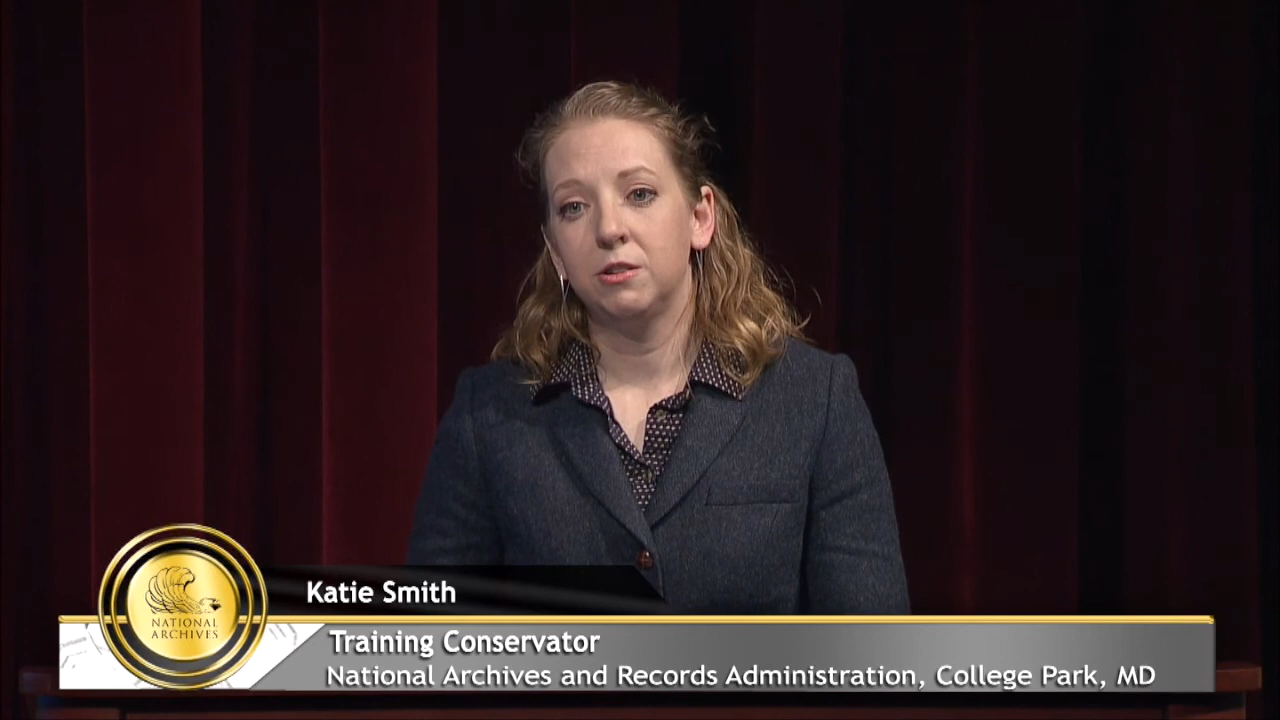 Katie Smith
NATIONAL
ARCHIVES
Training Conservator
National Archives and Records Administration, College Park, MD